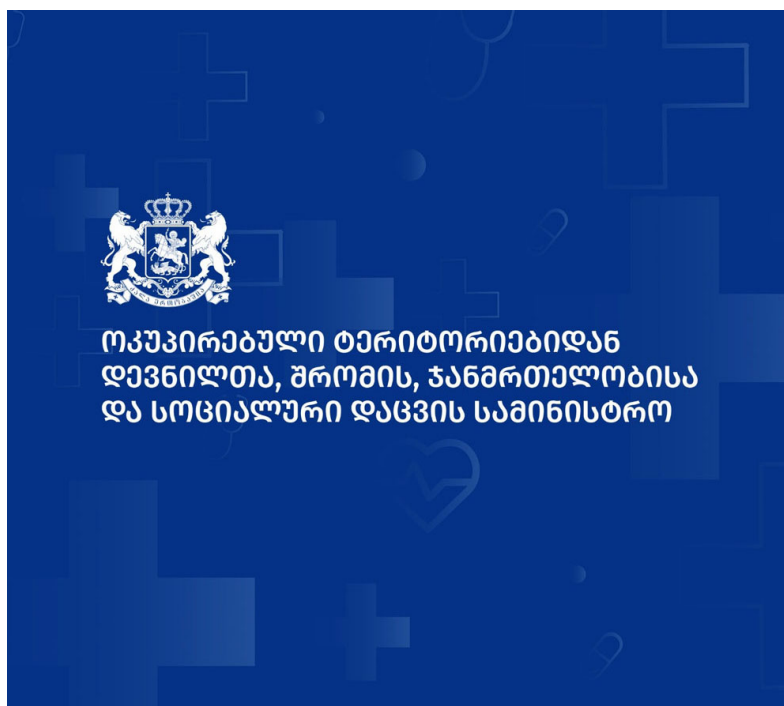 ოკუპირებული ტერიტორიებიდან
დევნილთა, შრომის, ჯანმრთელობისა
და სოციალური დაცვის სამინისტრო